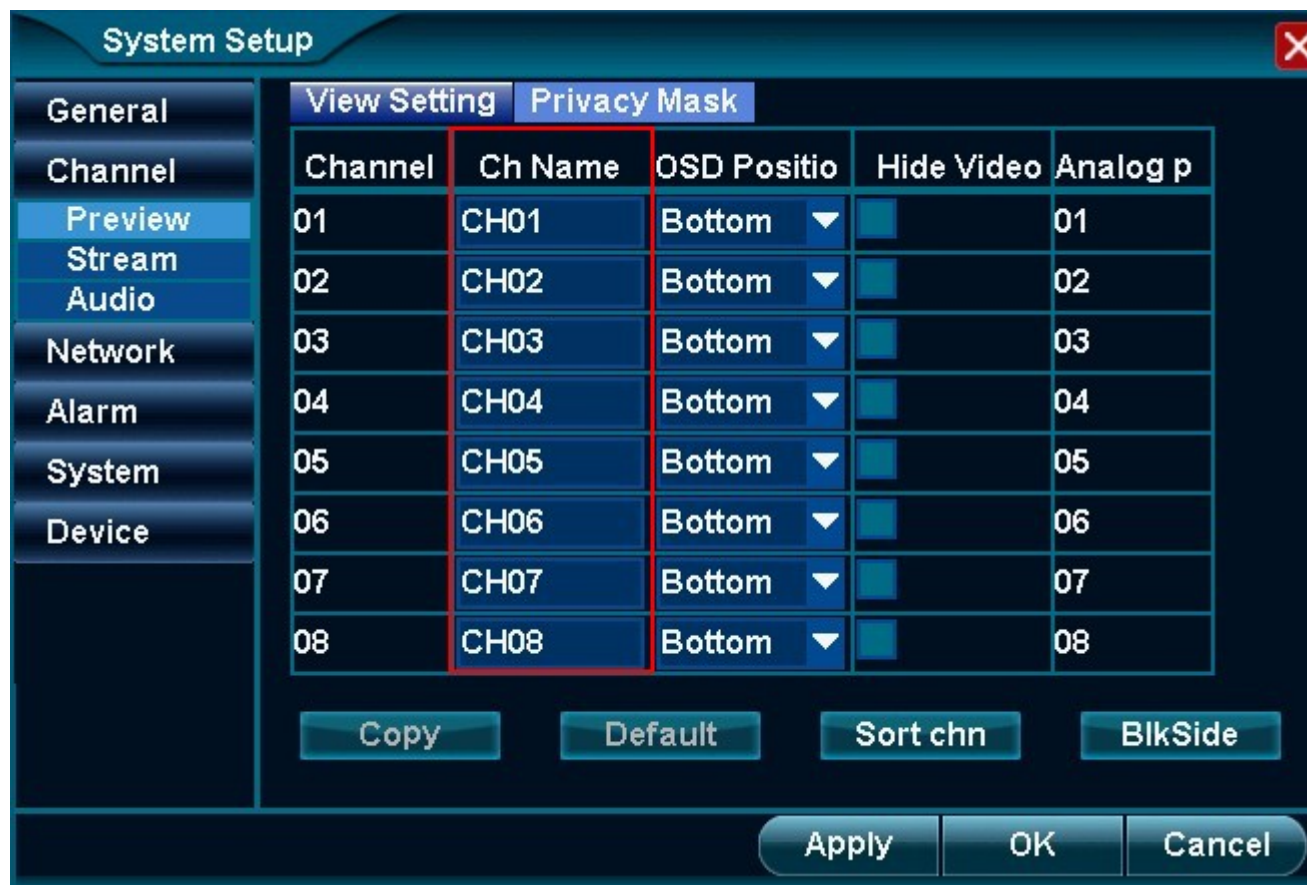 System Setup
View Setting Privacy Mask
General
Channel
Preview
Stream
Audio
Network
Alarm
System
Device
Channel Ch Name OSD Positio Hide Video Analog p
01 CH01 Bottom 01
02 CH02 Bottom 02
03 CH03 Bottom 03
04 CH04 Bottom 04
05 CH05 Bottom 05
06 CH06 Bottom 06
07 CH07 Bottom 07
08 CH08 Bottom 08
Copy Default Sort chn BlkSide
Apply OK Cancel